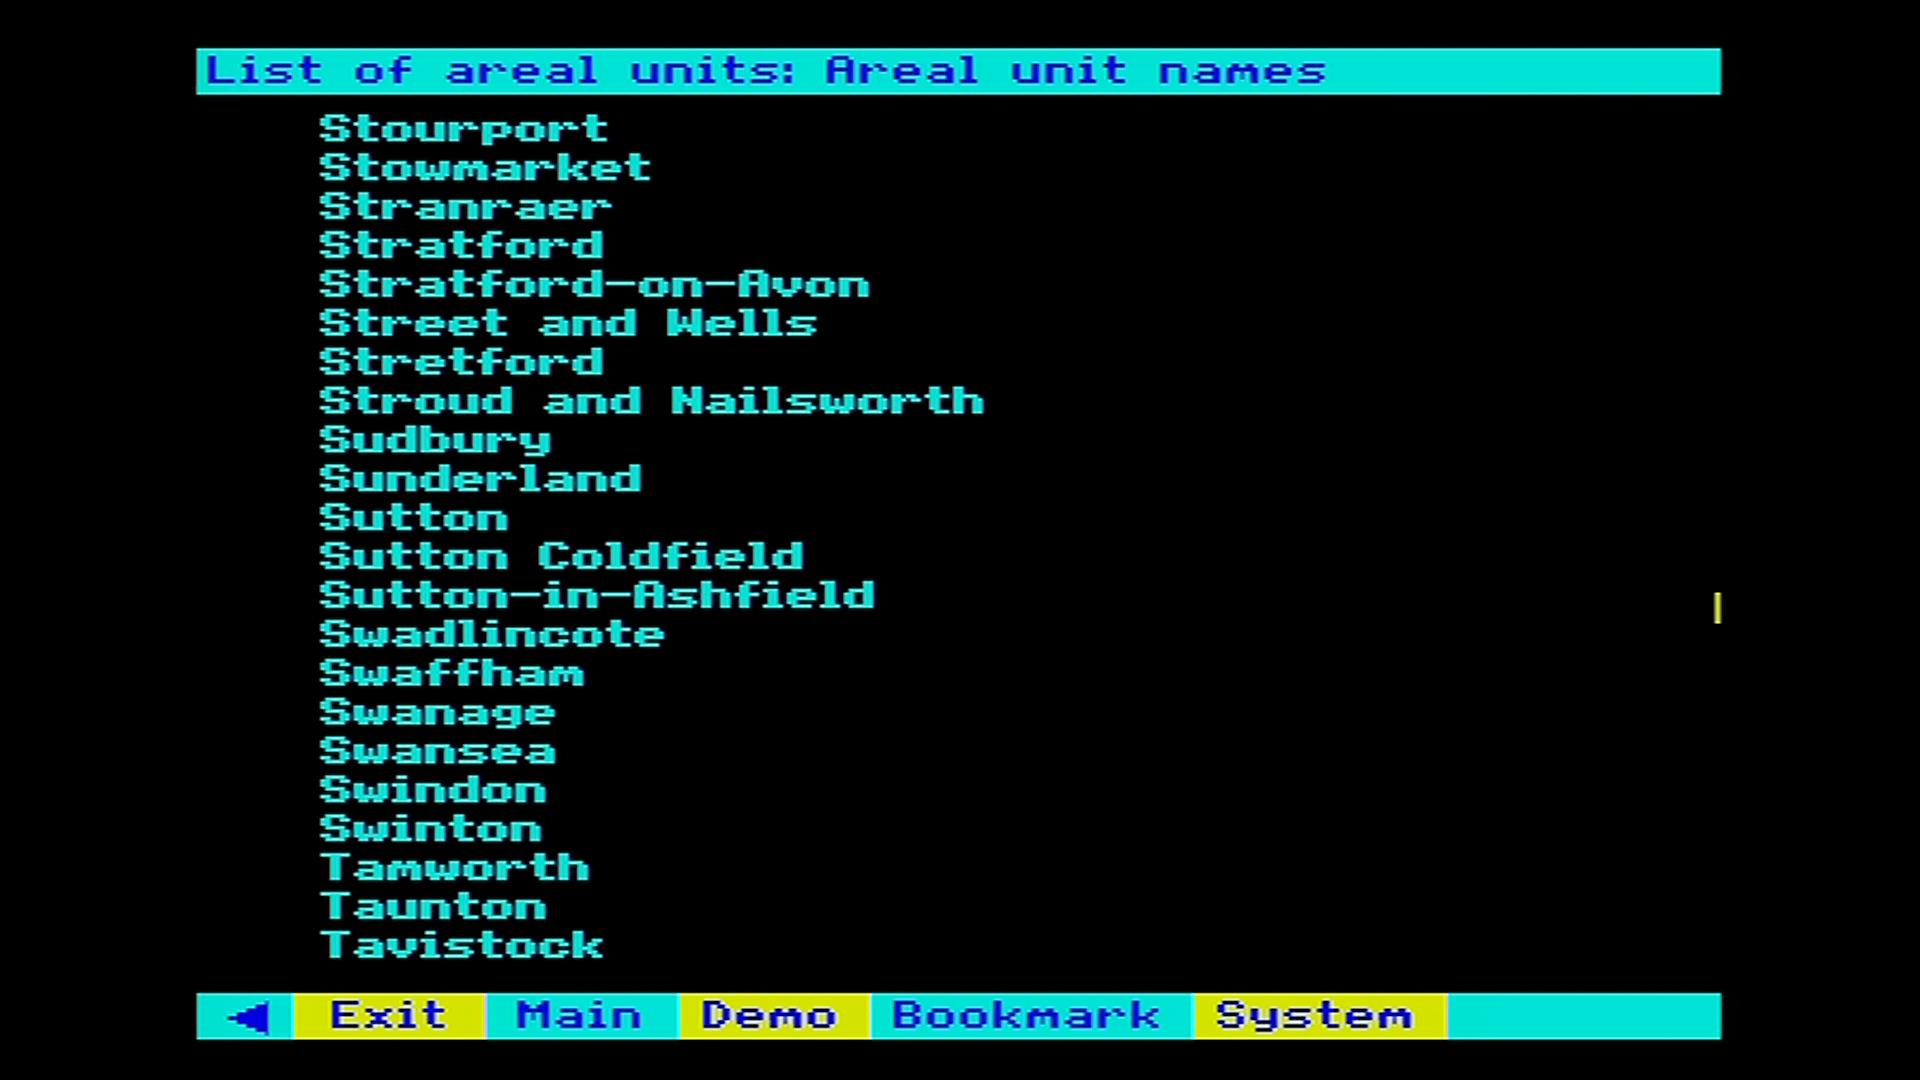 List of areal units: Areal unit names
Stourport
Stowmarket
Stranraer
Stratford
Stratford-on-Avon
Street and Wells
Stretford
Stroud and Nailsworth
Sudbury
Sunderland
Sutton
Sutton Coldfield
Sutton-in-Ashfield
Swadlincote
Swaffham
Swanage
Swansea
Swindon
Swinton
Tamworth
Taunton
Tavistock
Exit Main Demo Bookmark System